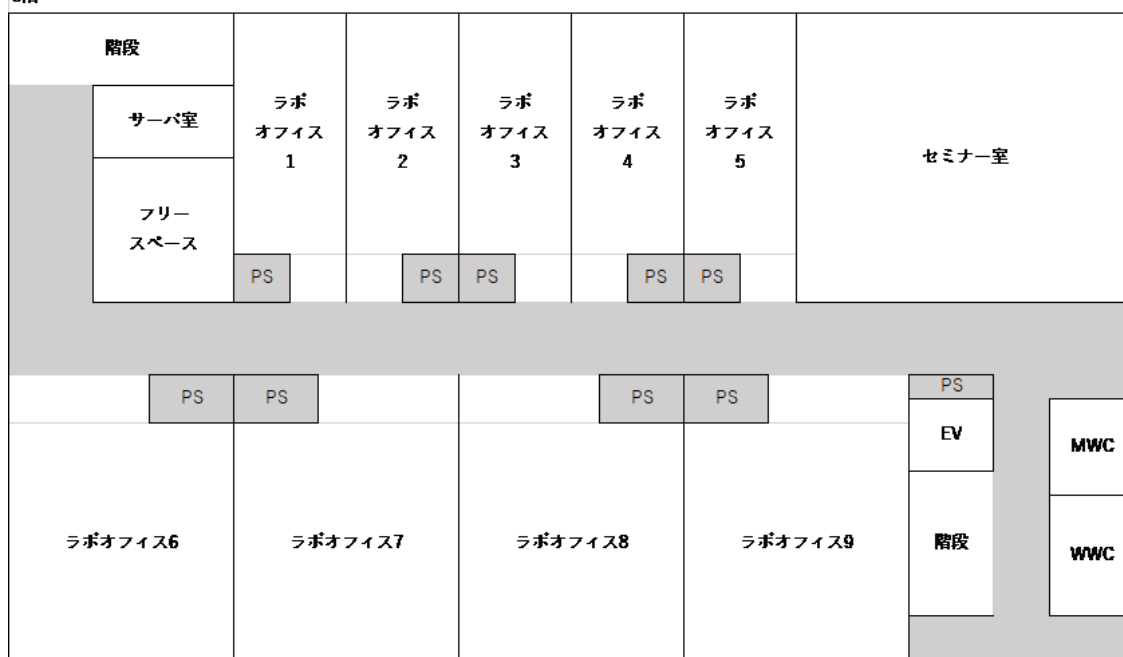 階段
サーバ室
フリー
スペース
ラボ
オフィス
1
ラボ
オフィス
2
ラボ
オフィス
3
ラボ
オフィス
4
ラボ
オフィス
5
セミナー室
PS
PS
PS
PS
PS
PS
PS
PS
PS
PS
EV
MWC
ラボオフィス6
ラボオフィス7
ラボオフィス8
ラボオフィス9
階段
WWC